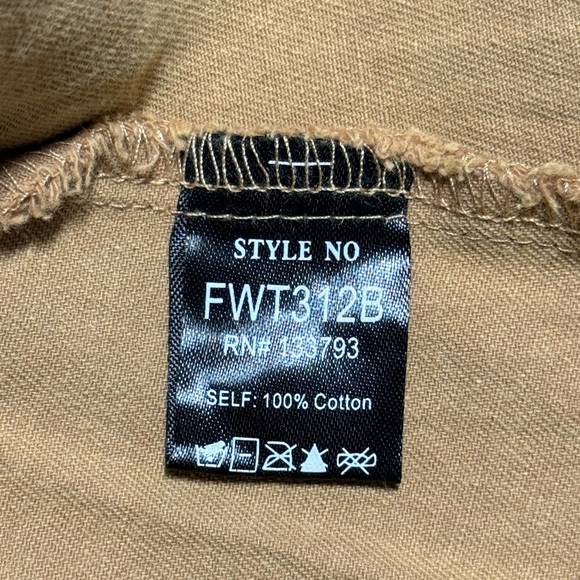 STYLE NO
FWT312B
RN# 133793
SELF: 100% Cotton